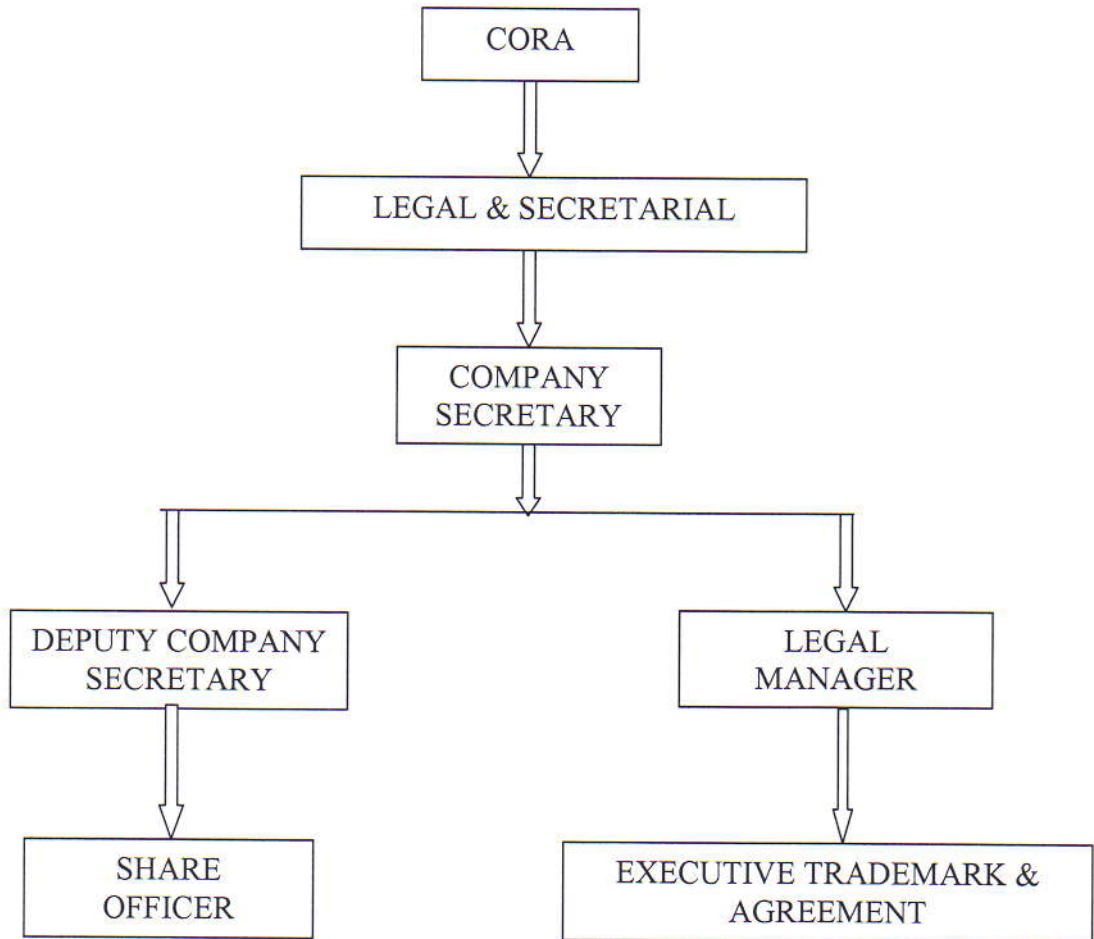 CORA
LEGAL & SECRETARIAL
COMPANY
SECRETARY
DEPUTY COMPANY
SECRETARY
LEGAL
MANAGER
SHARE
OFFICER
EXECUTIVE TRADEMARK &
AGREEMENT